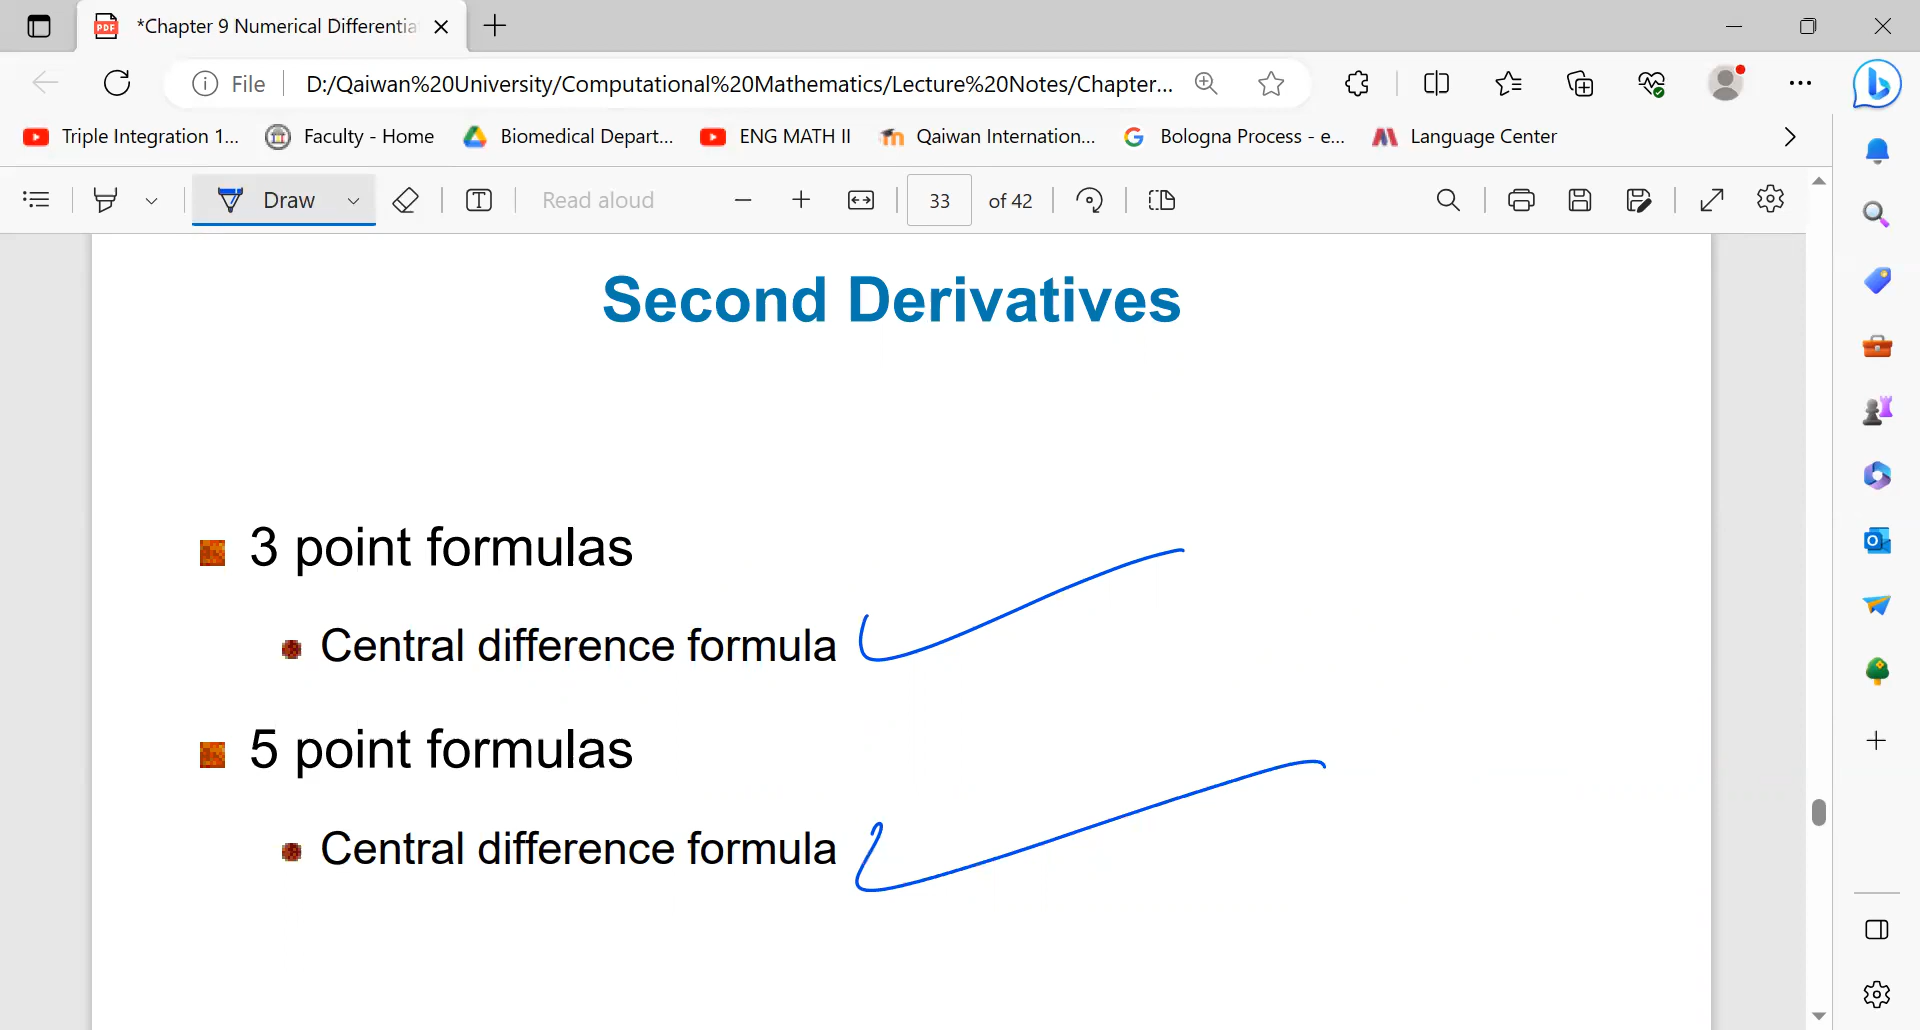 *Chapter 9 Numerical Differentia
File
D:/Qaiwan%20University/Computational%20Mathematics/Lecture%20Notes/Chapter...
Triple Integration 1...
Faculty - Home
Biomedical Depart...
ENG MATH II
Qaiwan Internation...
Bologna Process - e...
Language Center
Draw
Read aloud
33
of 42
Second Derivatives
3 point formulas
Central difference formula
5 point formulas
Central difference formula